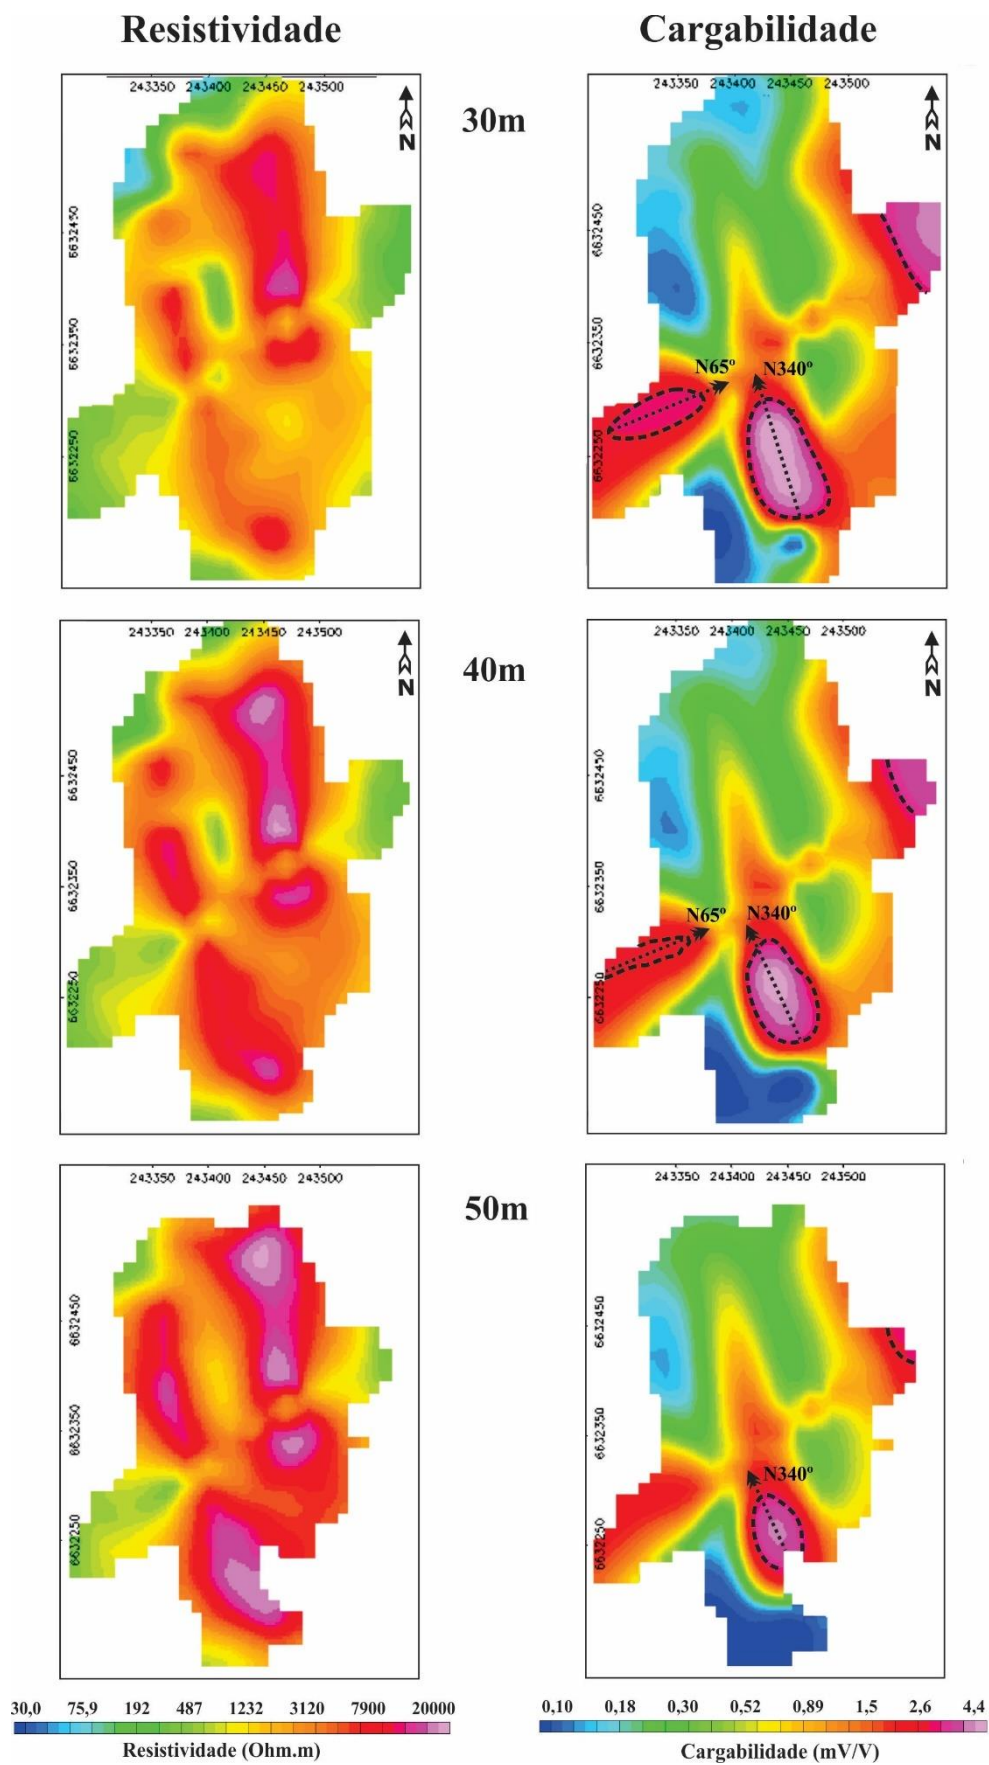 Resistividade Cargabilidade
30m
243350 243400 243450 243500
N
6632450
6632350
6632250
243350 243400 243450 243500
N
6632450
6632350
6632250
N65º
N340º
40m
243350 243400 243450 243500
N
6632450
6632350
6632250
243350 243400 243450 243500
N
6632450
6632350
6632250
N65º
N340º
50m
243350 243400 243450 243500
6632450
6632350
6632250
243350 243400 243450 243500
6632450
6632350
6632250
N340º
30,0 75,9 192 487 1232 3120 7900 20000
Resistividade (Ohm.m)
0,10 0,18 0,30 0,52 0,89 1,5 2,6 4,4
Cargabilidade (mV/V)